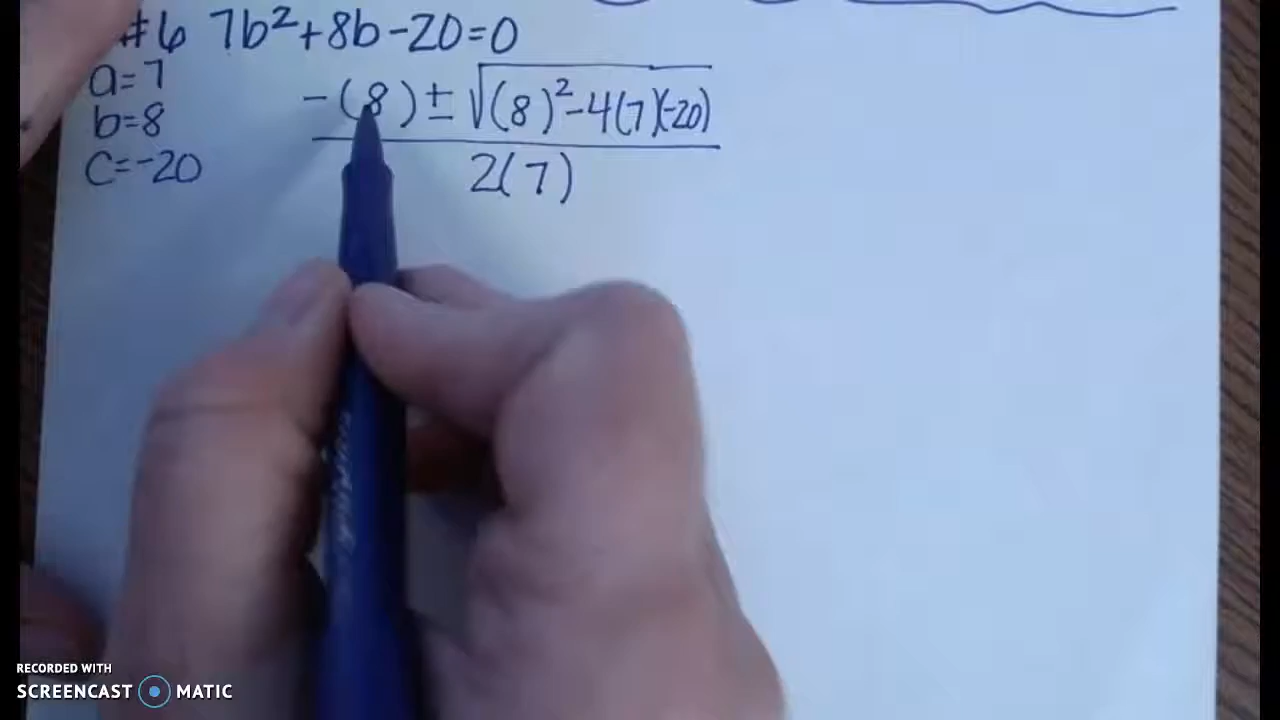 #6 7b²+8b-20=0
a=7
b=8
c=-20
-(8)±√(8)²-4(7)(-20)
2(7)
RECORDED WITH
SCREENCAST MATIC